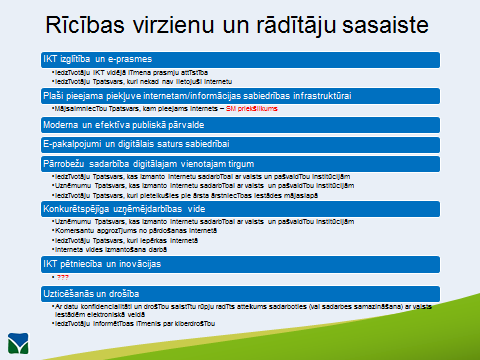 Rīcības virzienu un rādītāju sasaiste
IKT izglītība un e-prasmes
•Iedzīvotāju IKT vidējā līmeņa prasmju attīstība
•Iedzīvotāju īpatsvars, kuri nekad nav lietojuši internetu
Plaši pieejama piekļuve internetam/informācijas sabiedrības infrastruktūrai
•Mājsaimniecību īpatsvars, kam pieejams internets – SM priekšlikums
Moderna un efektīva publiskā pārvalde
E-pakalpojumi un digitālais saturs sabiedrībai
Pārrobežu sadarbība digitālajam vienotajam tirgum
•Iedzīvotāju īpatsvars, kas izmanto internetu sadarbībai ar valsts un pašvaldību institūcijām
•Uzņēmumu īpatsvars, kas izmanto internetu sadarbībai ar valsts un pašvaldību institūcijām
•Iedzīvotāju īpatsvars, kuri pieteikušies pie ārsta ārstniecības iestādes mājaslapā
Konkurētspējīga uzņēmējdarbības vide
•Uzņēmumu īpatsvars, kas izmanto internetu sadarbībai ar valsts un pašvaldību institūcijām
•Komersantu apgrozījums no pārdošanas internetā
•Iedzīvotāju īpatsvars, kuri iepērkas internetā
•Interneta vides izmantošana darbā
IKT pētniecība un inovācijas
• ???
Uzticēšanās un drošība
•Ar datu konfidencialitāti un drošību saistītu rūpju radīts atteikums sadarboties (vai sadarbes samazināšana) ar valsts
iestādēm elektroniskā veidā
•Iedzīvotāju informētības līmenis par kiberdrošību